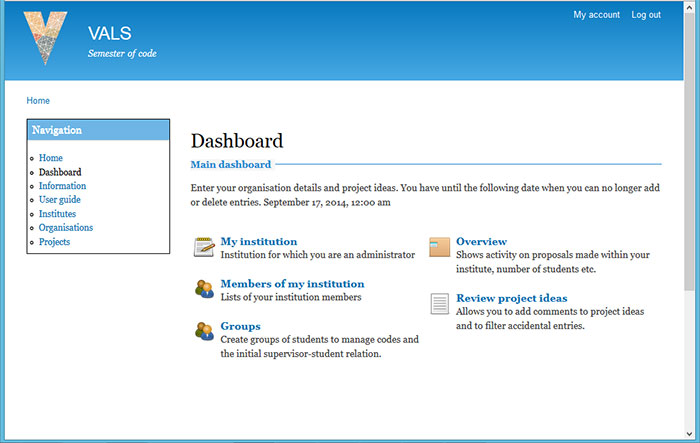 My account Log out
VALS
Semester of code
Home
Navigation
Home
Dashboard
Information
User guide
Institutes
Organisations
Projects
Dashboard
Main dashboard
Enter your organisation details and project ideas. You have until the following date when you can no longer add
or delete entries. September 17, 2014, 12:00 am
My institution
Institution for which you are an administrator
Members of my institution
Lists of your institution members
Groups
Create groups of students to manage codes and
the initial supervisor-student relation.
Overview
Shows activity on proposals made within your
institute, number of students etc.
Review project ideas
Allows you to add comments to project ideas
and to filter accidental entries.